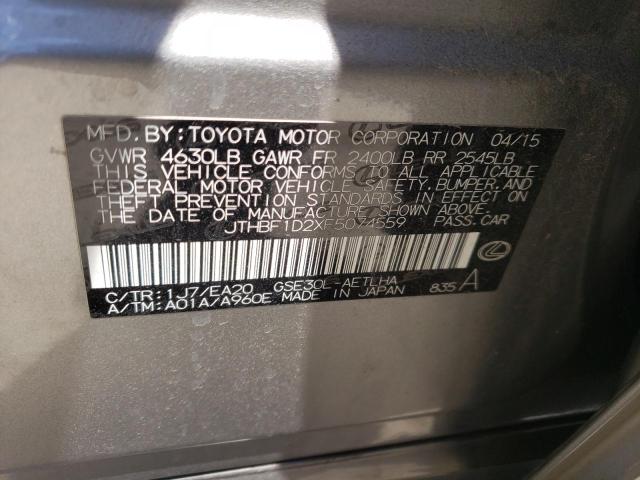 MFD. BY: TOYOTA MOTOR CORPORATION 04/15
GVWR 4630LB GAWR FR 2400LB RR 2545LB
THIS VEHICLE CONFORMS TO ALL APPLICABLE
FEDERAL MOTOR VEHICLE SAFETY, BUMPER, AND
THEFT PREVENTION STANDARDS IN EFFECT ON
THE DATE OF MANUFACTURE SHOWN ABOVE.
JTHBF1D2XF5074559 PASS. CAR
C/TR: 1J7/EA20 GSE30L-AETLHA 835 A
A/TM: A01A/A960E MADE IN JAPAN